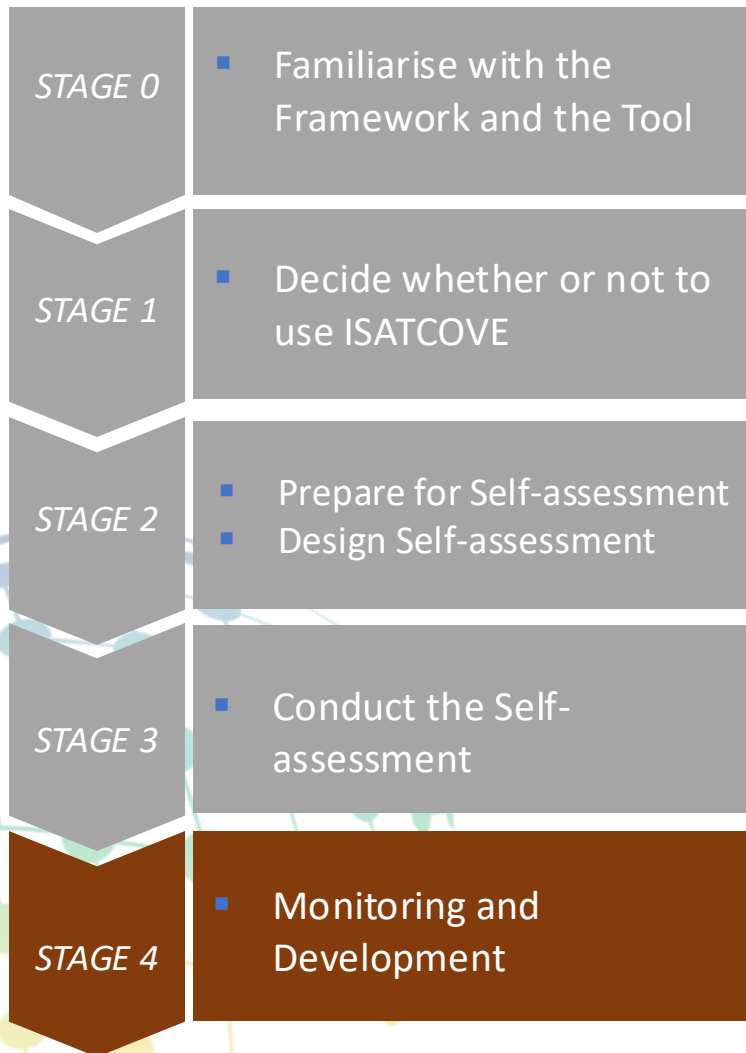 STAGE 0
▪ Familiarise with the
Framework and the Tool
STAGE 1
▪ Decide whether or not to
use ISATCOVE
STAGE 2
▪ Prepare for Self-assessment
▪ Design Self-assessment
STAGE 3
▪ Conduct the Self-
assessment
STAGE 4
▪ Monitoring and
Development